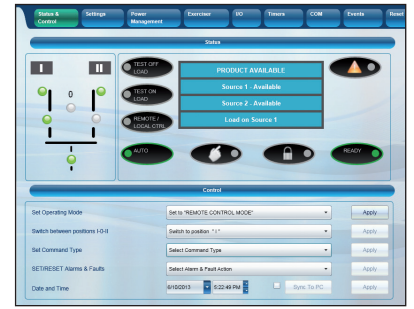 Status & Control
Settings
Power Management
Exerciser
I/O
Timers
COM
Events
Reset
Status
I
II
0
TEST OFF LOAD
TEST ON LOAD
REMOTE / LOCAL CTRL
PRODUCT AVAILABLE
Source 1 - Available
Source 2 - Available
Load on Source 1
AUTO
READY
Control
Set Operating Mode
Set to "REMOTE CONTROL MODE"
Apply
Switch between positions I-0-II
Switch to position "I"
Apply
Set Command Type
Select Command Type
Apply
SET/RESET Alarms & Faults
Select Alarm & Fault Action
Apply
Date and Time
5:22:49 PM
Sync To PC
Apply